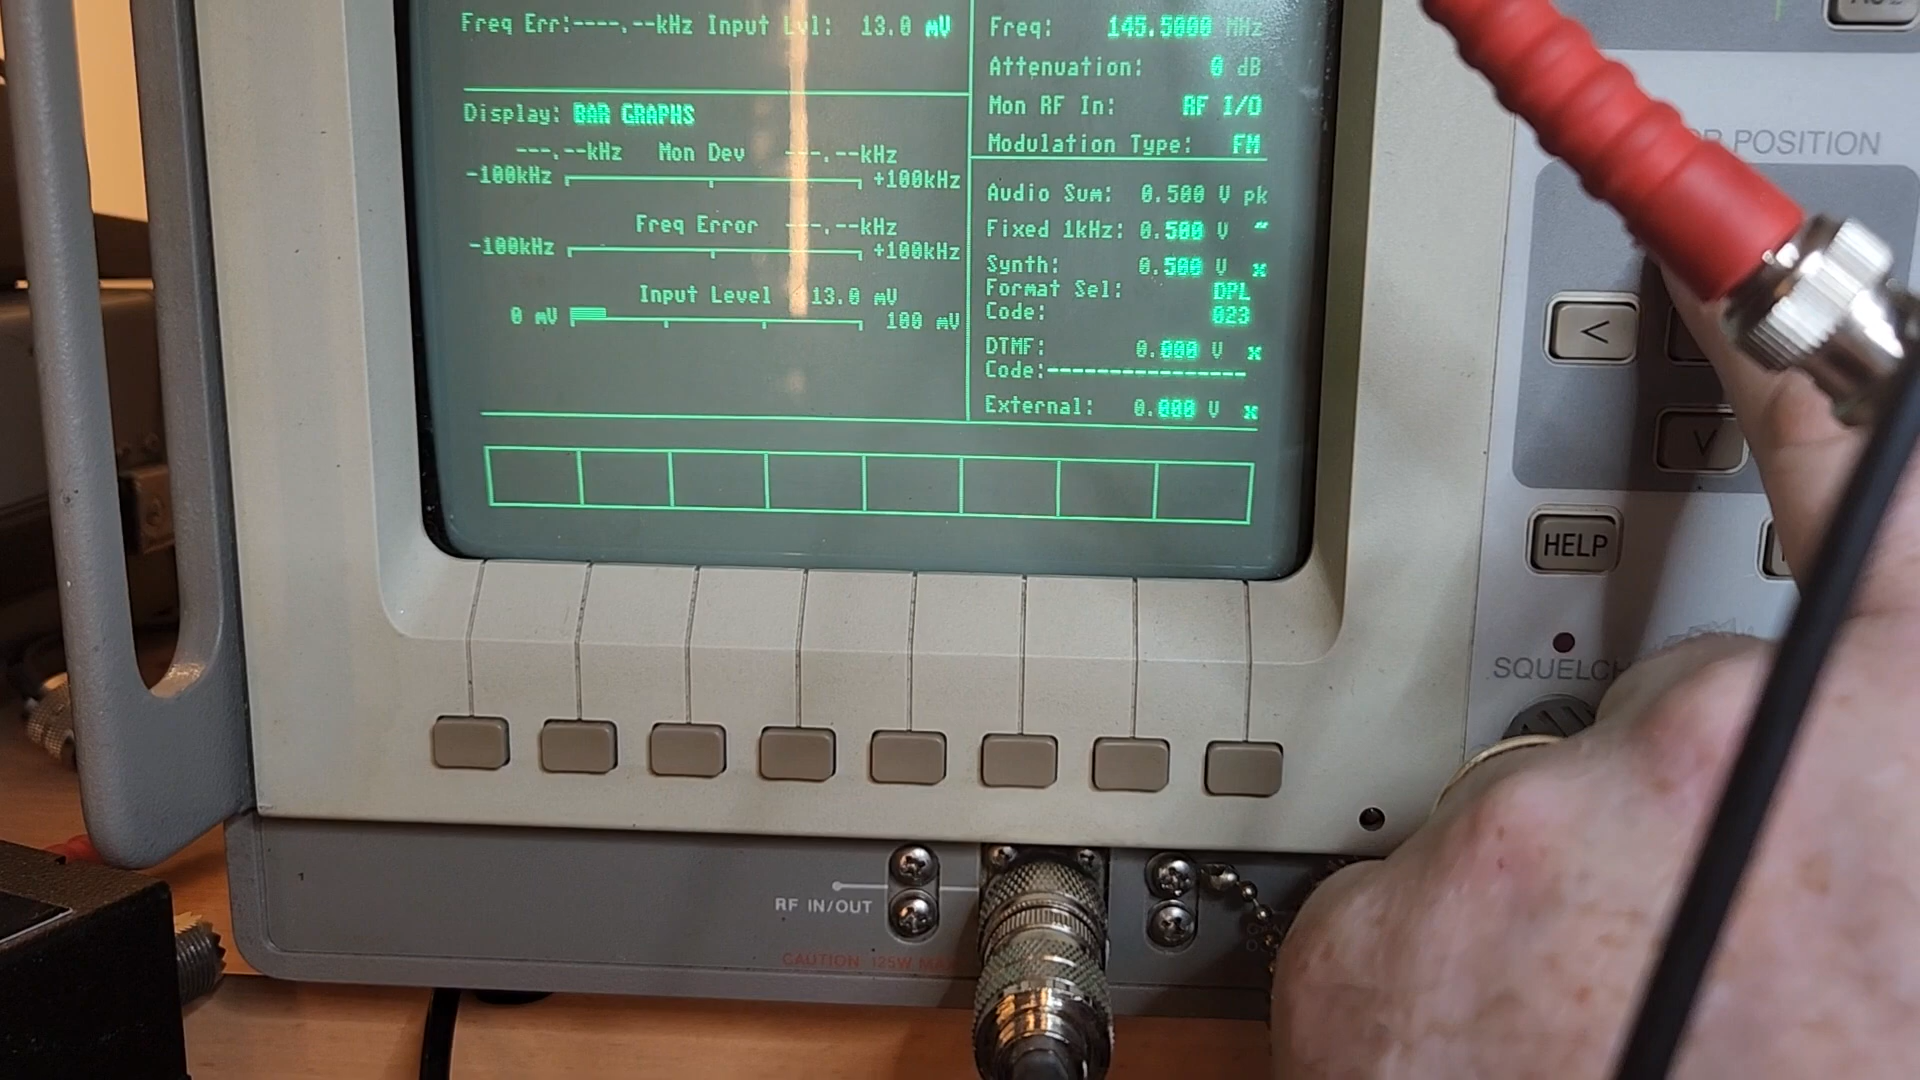 Freq Err:----.--kHz Input Lvl: 13.0 mV
Display: BAR GRAPHS
---.--kHz Mon Dev ---.--kHz
-100kHz +100kHz
Freq Error ---.--kHz
-100kHz +100kHz
Input Level 13.0 mV
0 mV 100 mV
Freq: 145.5000 MHz
Attenuation: 0 dB
Mon RF In: RF I/O
Modulation Type: FM
Audio Sum: 0.500 V pk
Fixed 1kHz: 0.500 V ~
Synth: 0.500 V x
Format Sel: DPL
Code: 023
DTMF: 0.000 V x
Code:----------------
External: 0.000 V x
POSITION
<
V
HELP
SQUELCH
RF IN/OUT
CAUTION 125W MAX